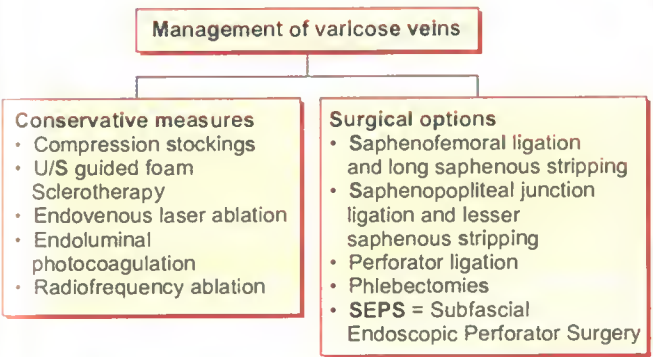 Management of varicose veins
Conservative measures
• Compression stockings
• U/S guided foam
Sclerotherapy
• Endovenous laser ablation
• Endoluminal
photocoagulation
• Radiofrequency ablation
Surgical options
• Saphenofemoral ligation
and long saphenous stripping
• Saphenopopliteal junction
ligation and lesser
saphenous stripping
• Perforator ligation
• Phlebectomies
• SEPS = Subfascial
Endoscopic Perforator Surgery